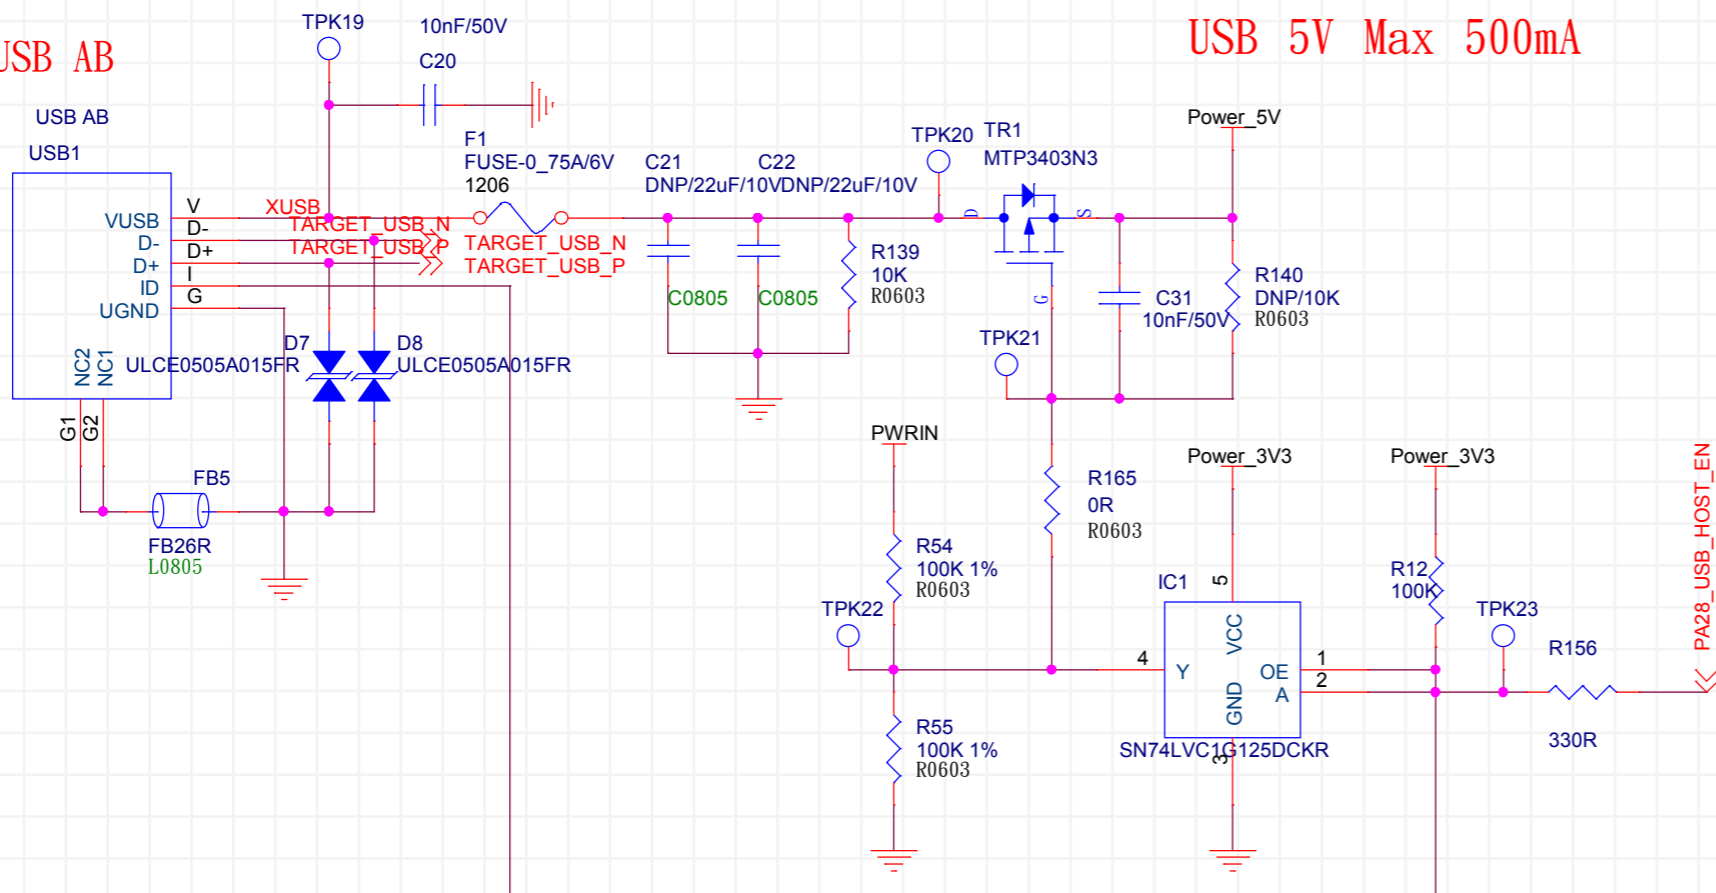 USB AB
USB 5V Max 500mA
TPK19
10nF/50V
C20
USB AB
USB1
VUSB
D-
D+
ID
UGND
NC2
NC1
V
D-
D+
I
G
G1
G2
XUSB
TARGET_USB_N
TARGET_USB_P
TARGET_USB_N
TARGET_USB_P
F1
FUSE-0_75A/6V
1206
C21
DNP/22uF/10V
C0805
C22
DNP/22uF/10V
C0805
R139
10K
R0603
TPK20
TR1
MTP3403N3
D
S
G
Power_5V
C31
10nF/50V
R140
DNP/10K
R0603
TPK21
D7
ULCE0505A015FR
D8
ULCE0505A015FR
FB5
FB26R
L0805
PWRIN
R54
100K 1%
R0603
TPK22
R55
100K 1%
R0603
R165
0R
R0603
Power_3V3
IC1
5
VCC
4
Y
OE
1
A
2
GND
3
SN74LVC1G125DCKR
Power_3V3
R12
100K
TPK23
R156
330R
PA28_USB_HOST_EN